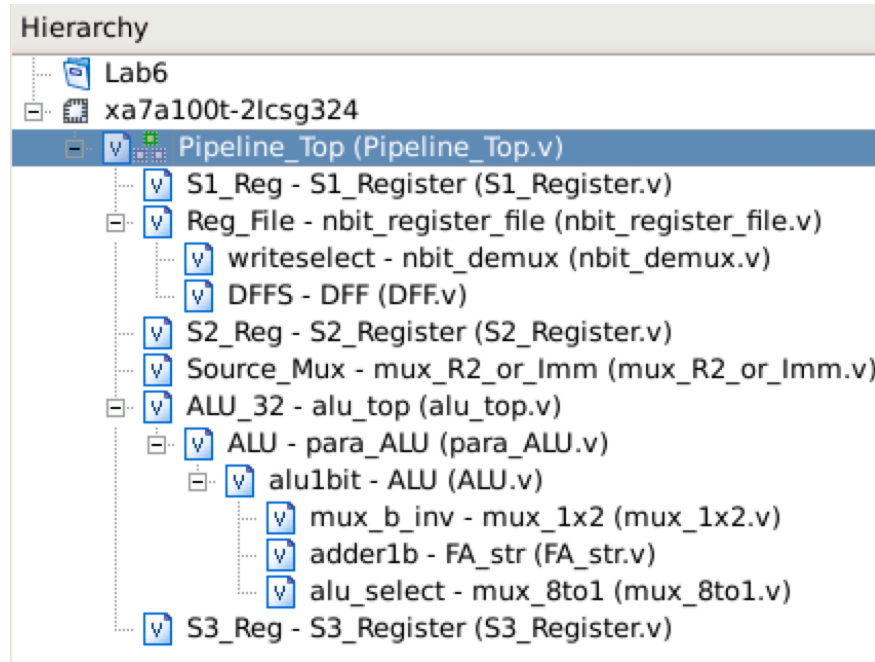 Hierarchy
Lab6
xa7a100t-2lcsg324
Pipeline_Top (Pipeline_Top.v)
S1_Reg - S1_Register (S1_Register.v)
Reg_File - nbit_register_file (nbit_register_file.v)
writeselect - nbit_demux (nbit_demux.v)
DFFS - DFF (DFF.v)
S2_Reg - S2_Register (S2_Register.v)
Source_Mux - mux_R2_or_Imm (mux_R2_or_Imm.v)
ALU_32 - alu_top (alu_top.v)
ALU - para_ALU (para_ALU.v)
alu1bit - ALU (ALU.v)
mux_b_inv - mux_1x2 (mux_1x2.v)
adder1b - FA_str (FA_str.v)
alu_select - mux_8to1 (mux_8to1.v)
S3_Reg - S3_Register (S3_Register.v)